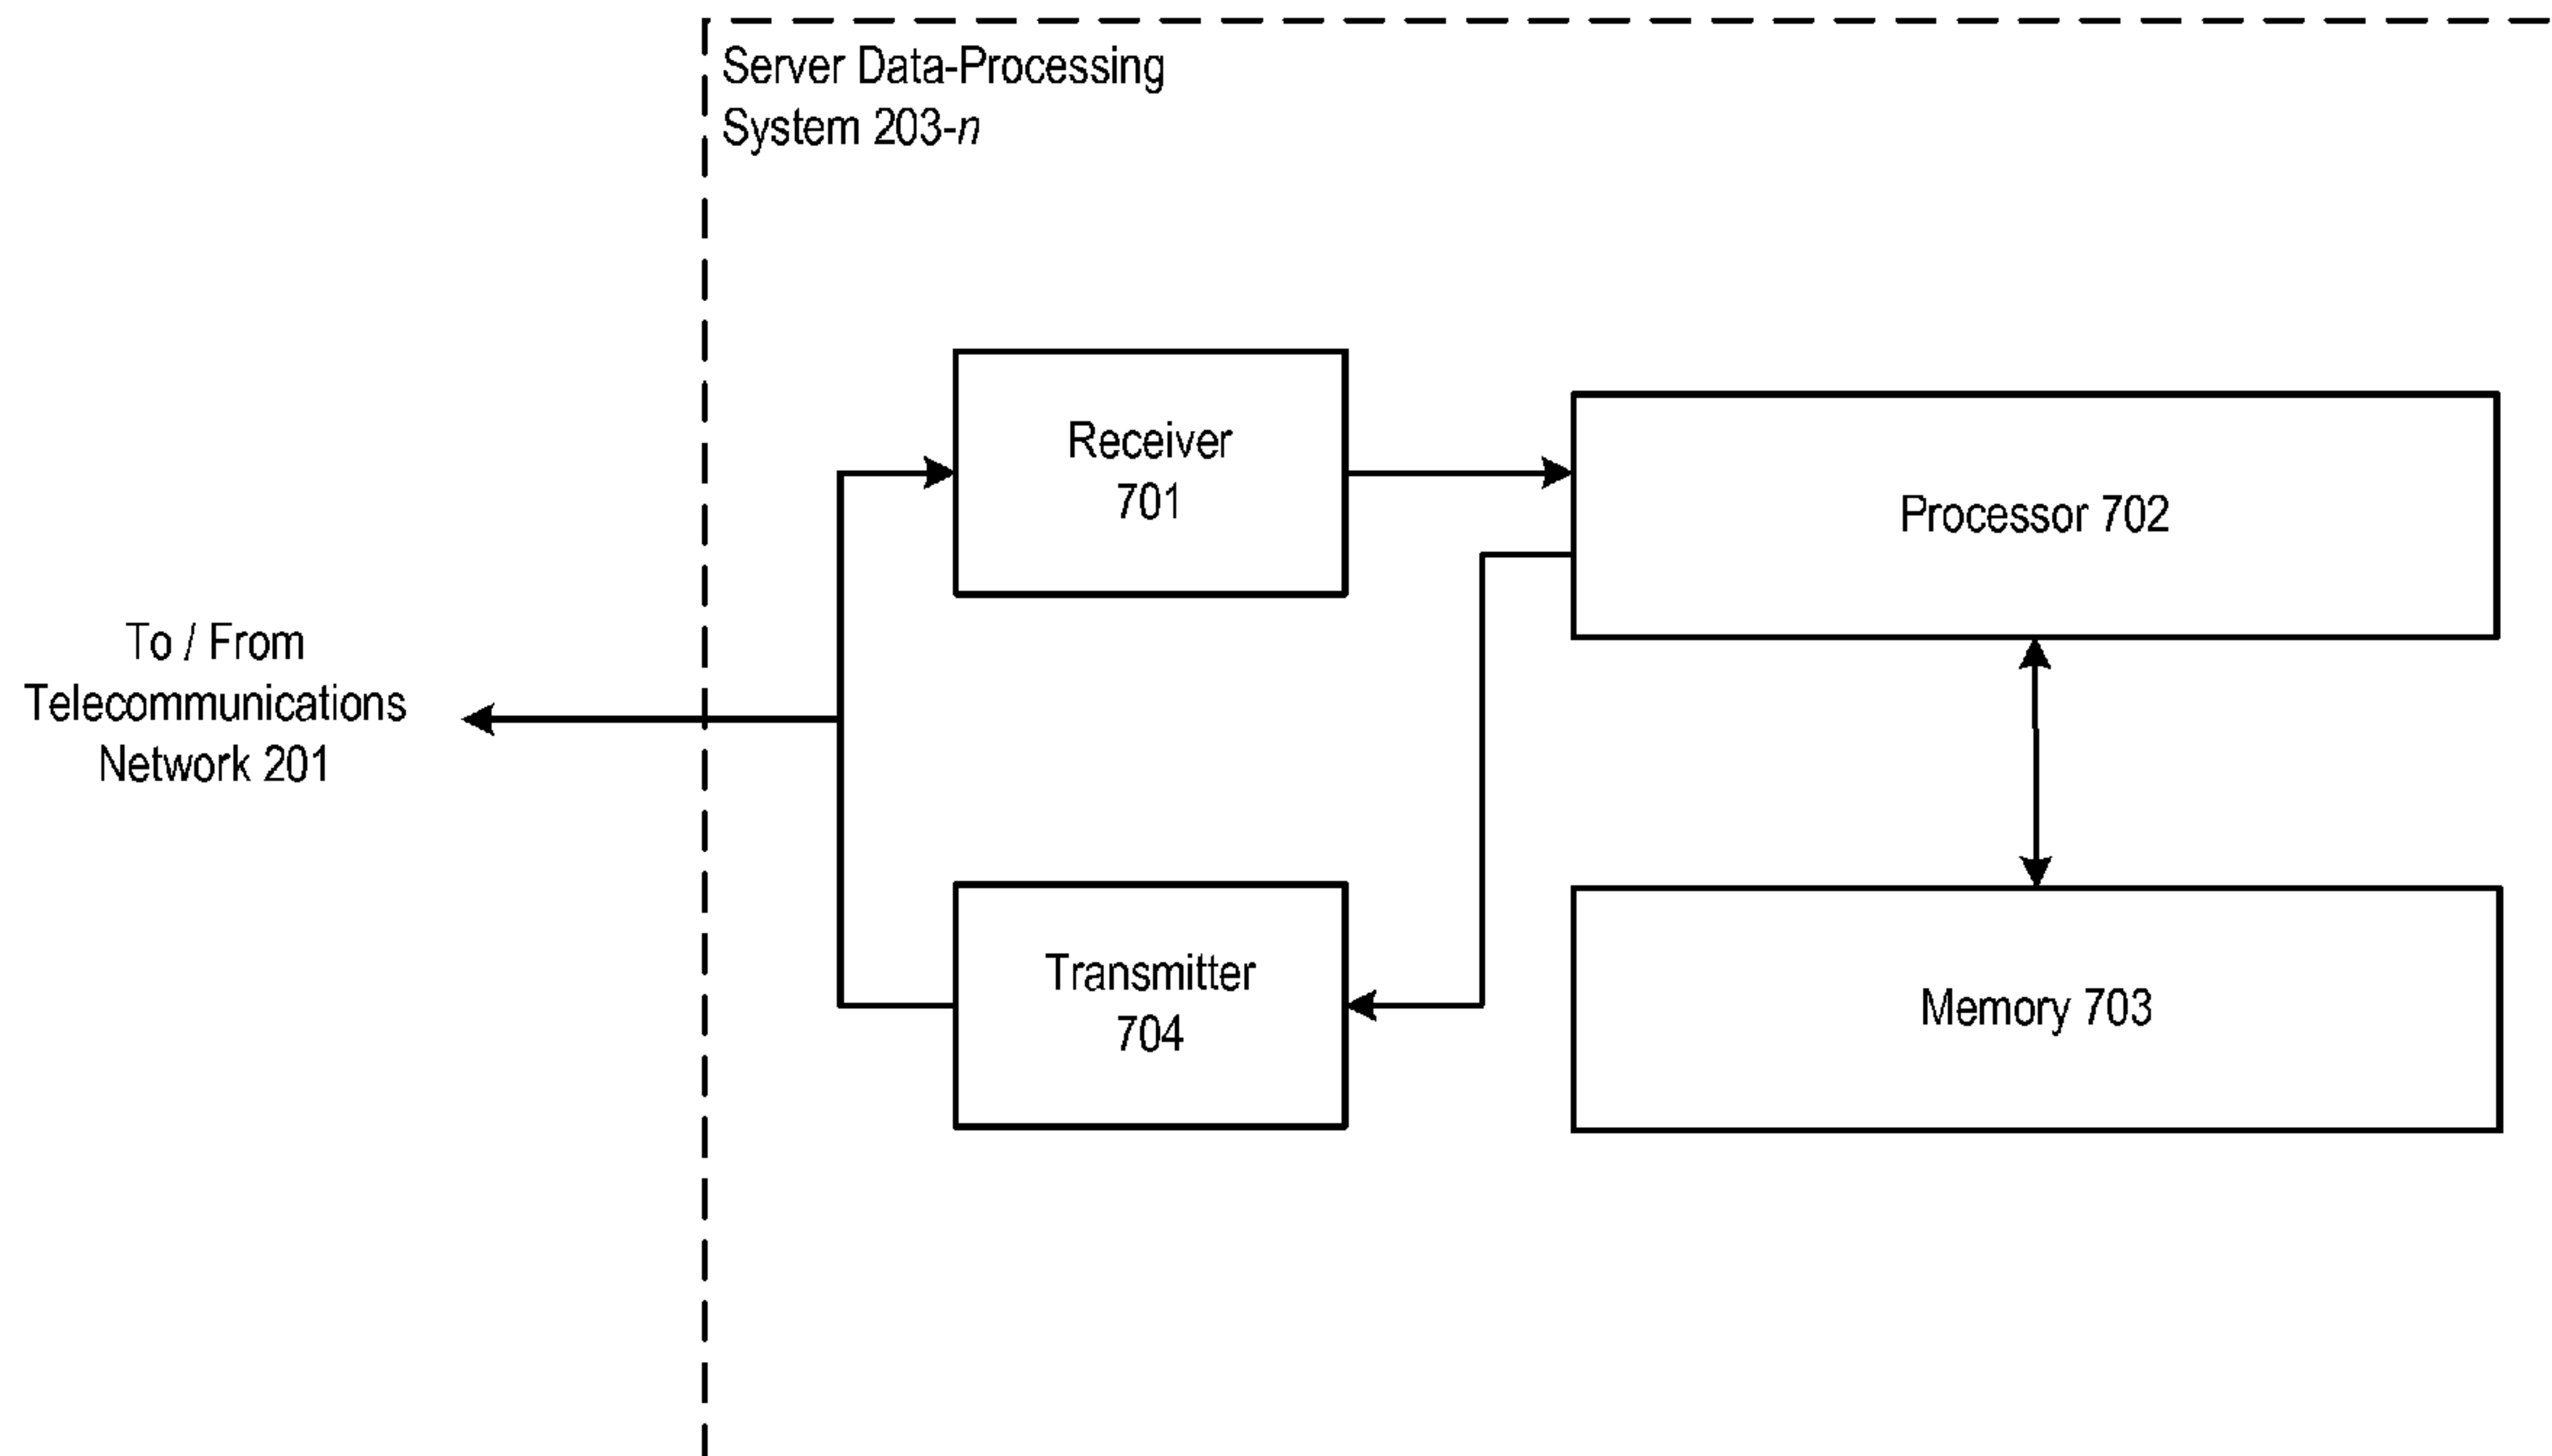 Server Data-Processing
System 203-n
Receiver
701
Processor 702
To / From
Telecommunications
Network 201
Transmitter
704
Memory 703